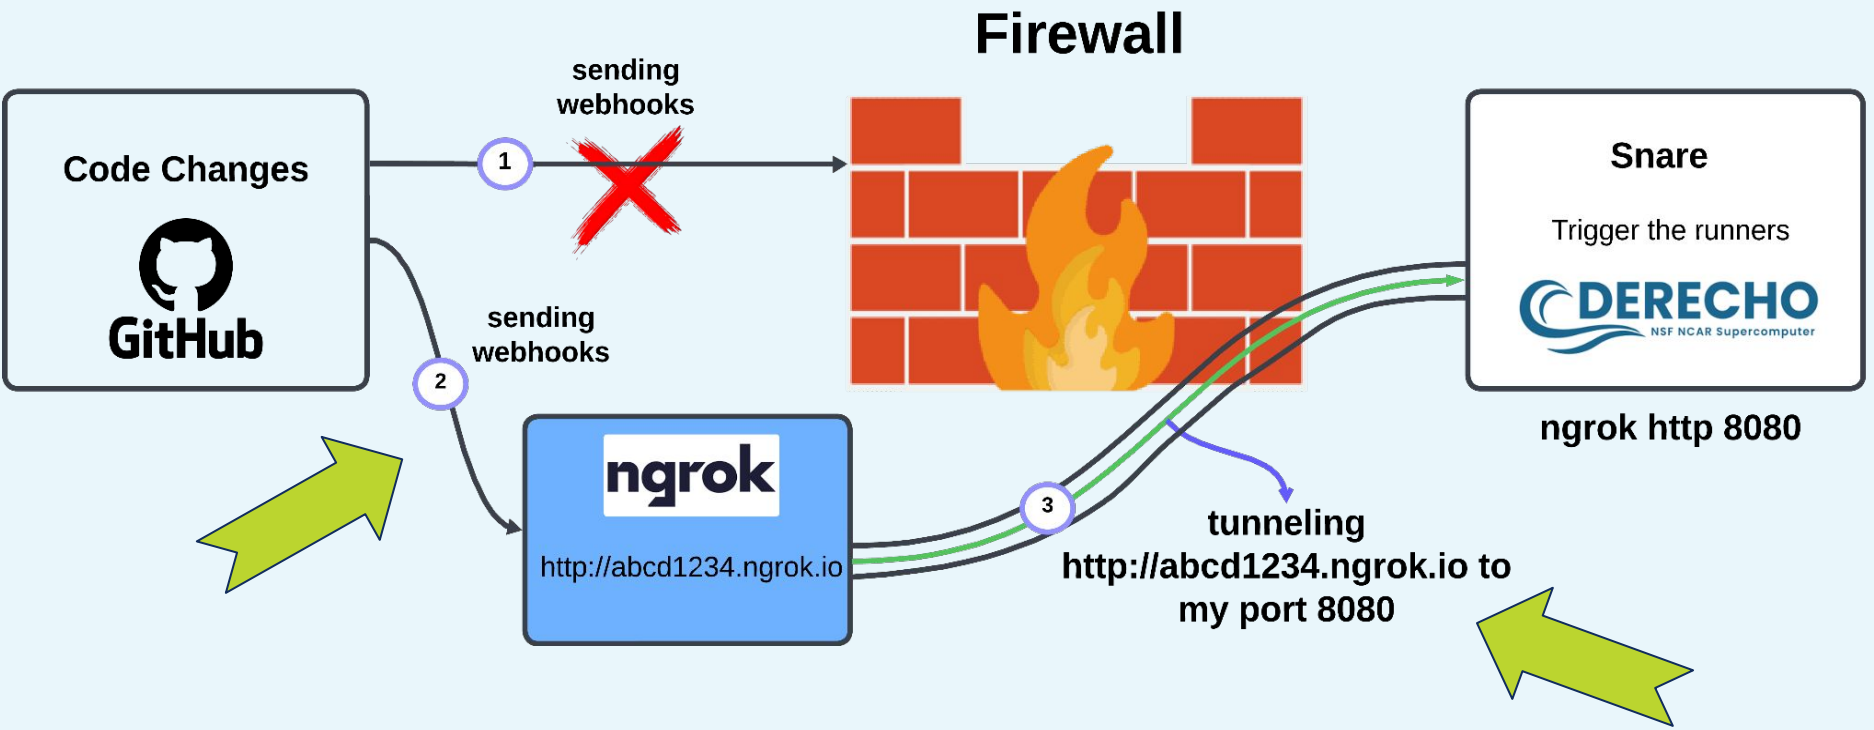 Firewall
sending
webhooks
1
Code Changes
GitHub
Snare
Trigger the runners
DERECHO
NSF NCAR Supercomputer
sending
webhooks
2
ngrok
http://abcd1234.ngrok.io
ngrok http 8080
3
tunneling
http://abcd1234.ngrok.io to
my port 8080